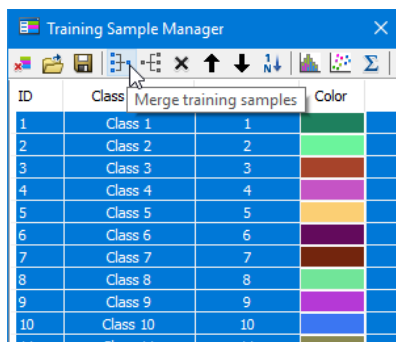 Training Sample Manager
ID Class Color
Merge training samples
1 Class 1 1
2 Class 2 2
3 Class 3 3
4 Class 4 4
5 Class 5 5
6 Class 6 6
7 Class 7 7
8 Class 8 8
9 Class 9 9
10 Class 10 10